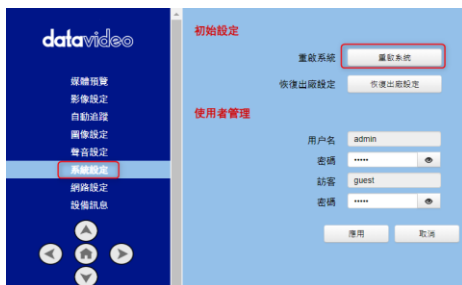 datavideo
媒體預覽
影像設定
自動追蹤
圖像設定
聲音設定
系統設定
網路設定
設備訊息
初始設定
重啟系統 重啟系統
恢復出廠設定 恢復出廠設定
使用者管理
用戶名 admin
密碼 •••••
訪客 guest
密碼 •••••
應用 取消